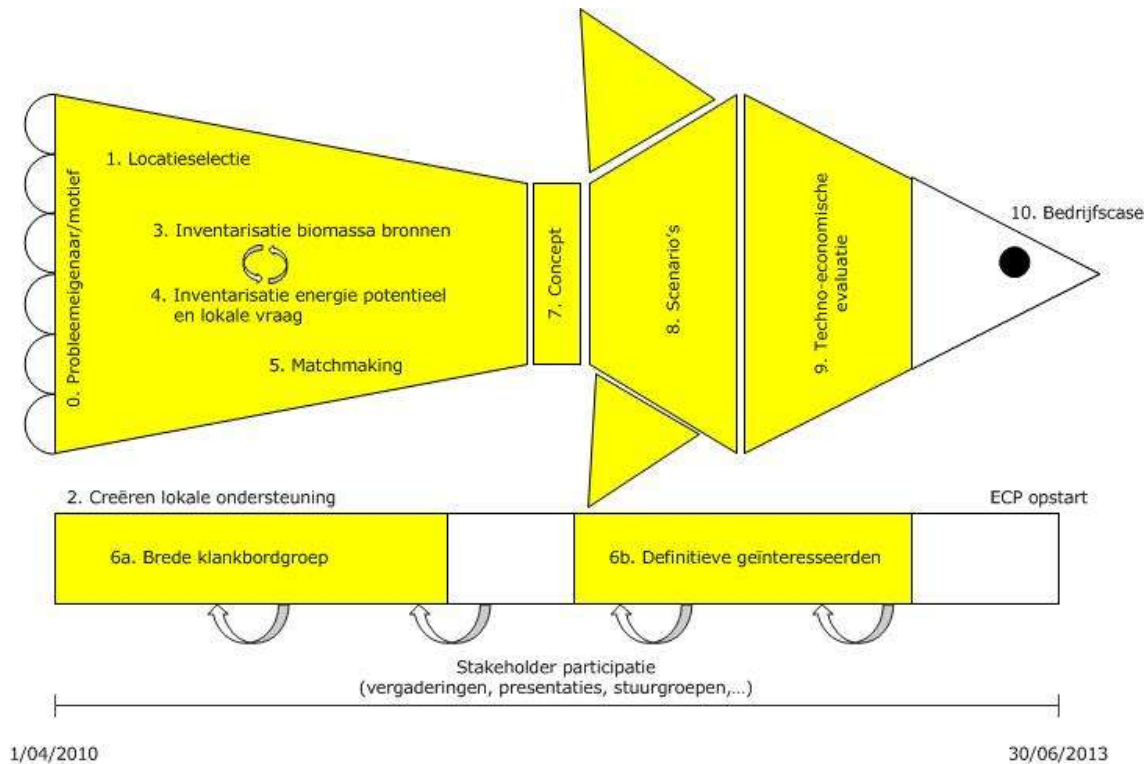 0. Probleemeigenaar/motief
1. Locatieselectie
3. Inventarisatie biomassa bronnen
4. Inventarisatie energie potentieel
en lokale vraag
5. Matchmaking
7. Concept
8. Scenario's
9. Techno-economische
evaluatie
10. Bedrijfscase
2. Creëren lokale ondersteuning
ECP opstart
6a. Brede klankbordgroep
6b. Definitieve geïnteresseerden
Stakeholder participatie
(vergaderingen, presentaties, stuurgroepen,...)
1/04/2010
30/06/2013